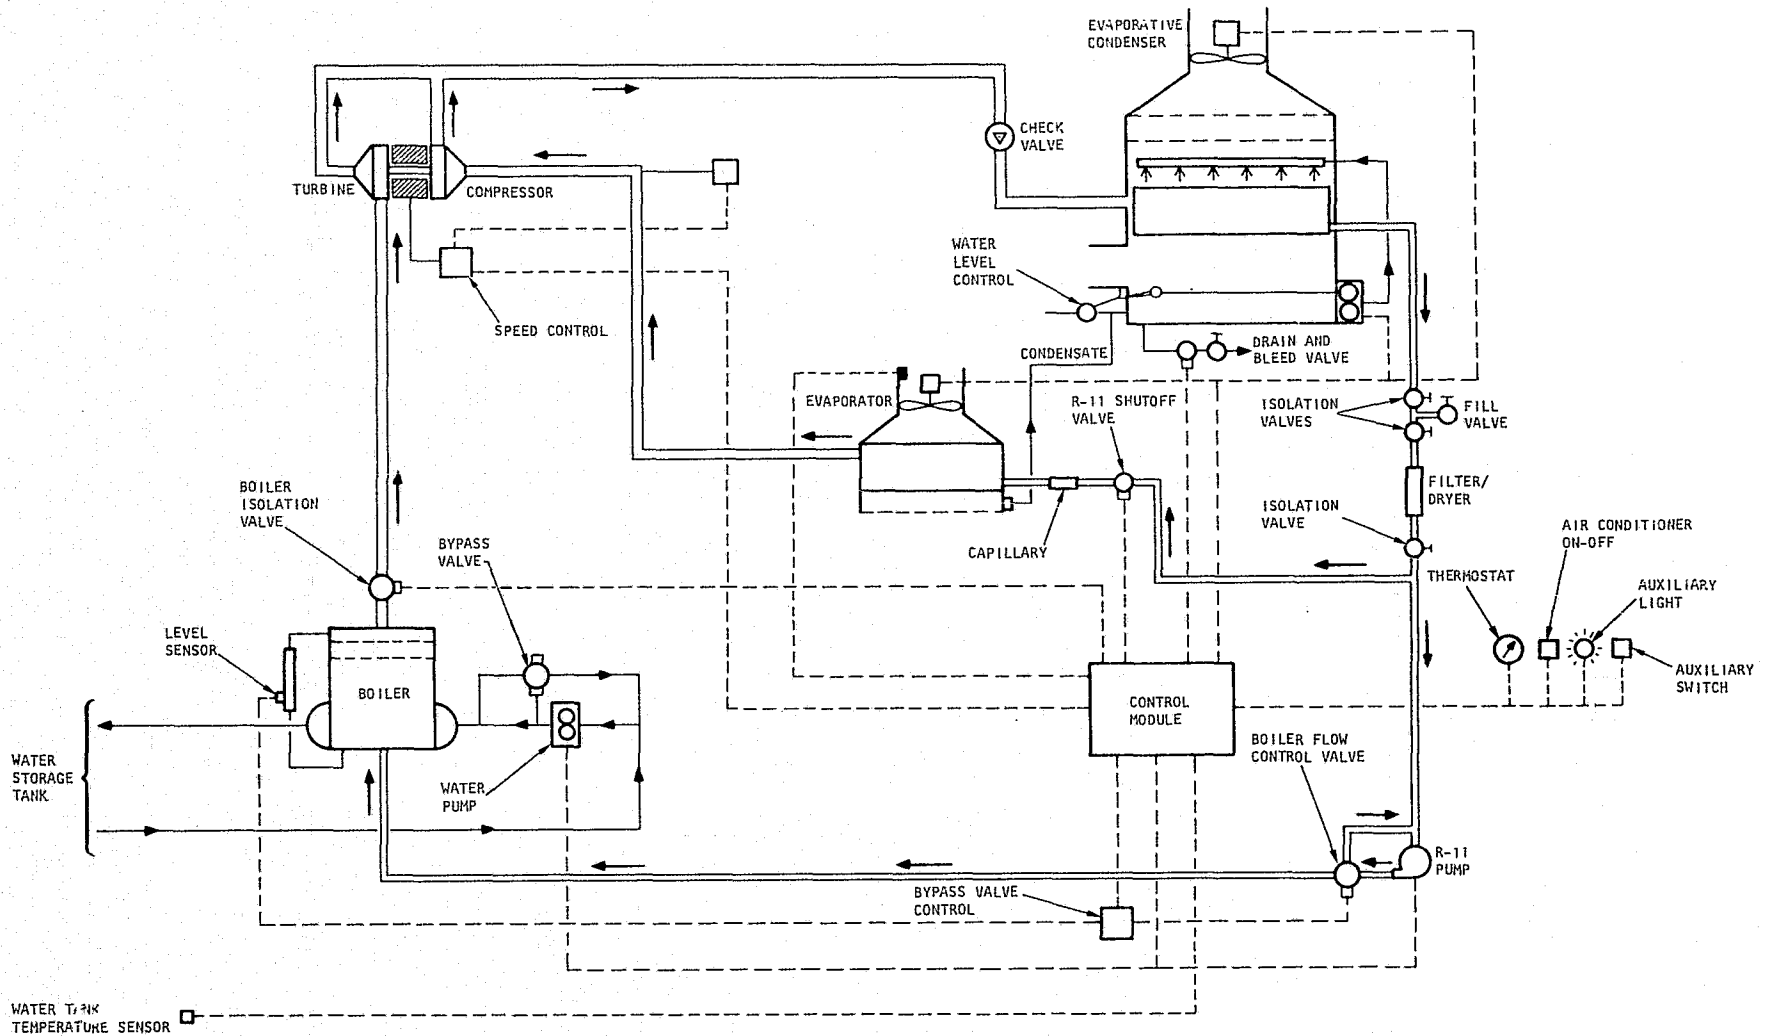 EVAPORATIVE
CONDENSER
CHECK
VALVE
TURBINE
COMPRESSOR
WATER
LEVEL
CONTROL
SPEED CONTROL
DRAIN AND
BLEED VALVE
CONDENSATE
EVAPORATOR
R-11 SHUTOFF
VALVE
ISOLATION
VALVES
FILL
VALVE
BOILER
ISOLATION
VALVE
FILTER/
DRYER
BYPASS
VALVE
CAPILLARY
ISOLATION
VALVE
AIR CONDITIONER
ON-OFF
THERMOSTAT
AUXILIARY
LIGHT
LEVEL
SENSOR
BOILER
CONTROL
MODULE
AUXILIARY
SWITCH
WATER
STORAGE
TANK
WATER
PUMP
BOILER FLOW
CONTROL VALVE
R-11
PUMP
BYPASS VALVE
CONTROL
WATER TANK
TEMPERATURE SENSOR